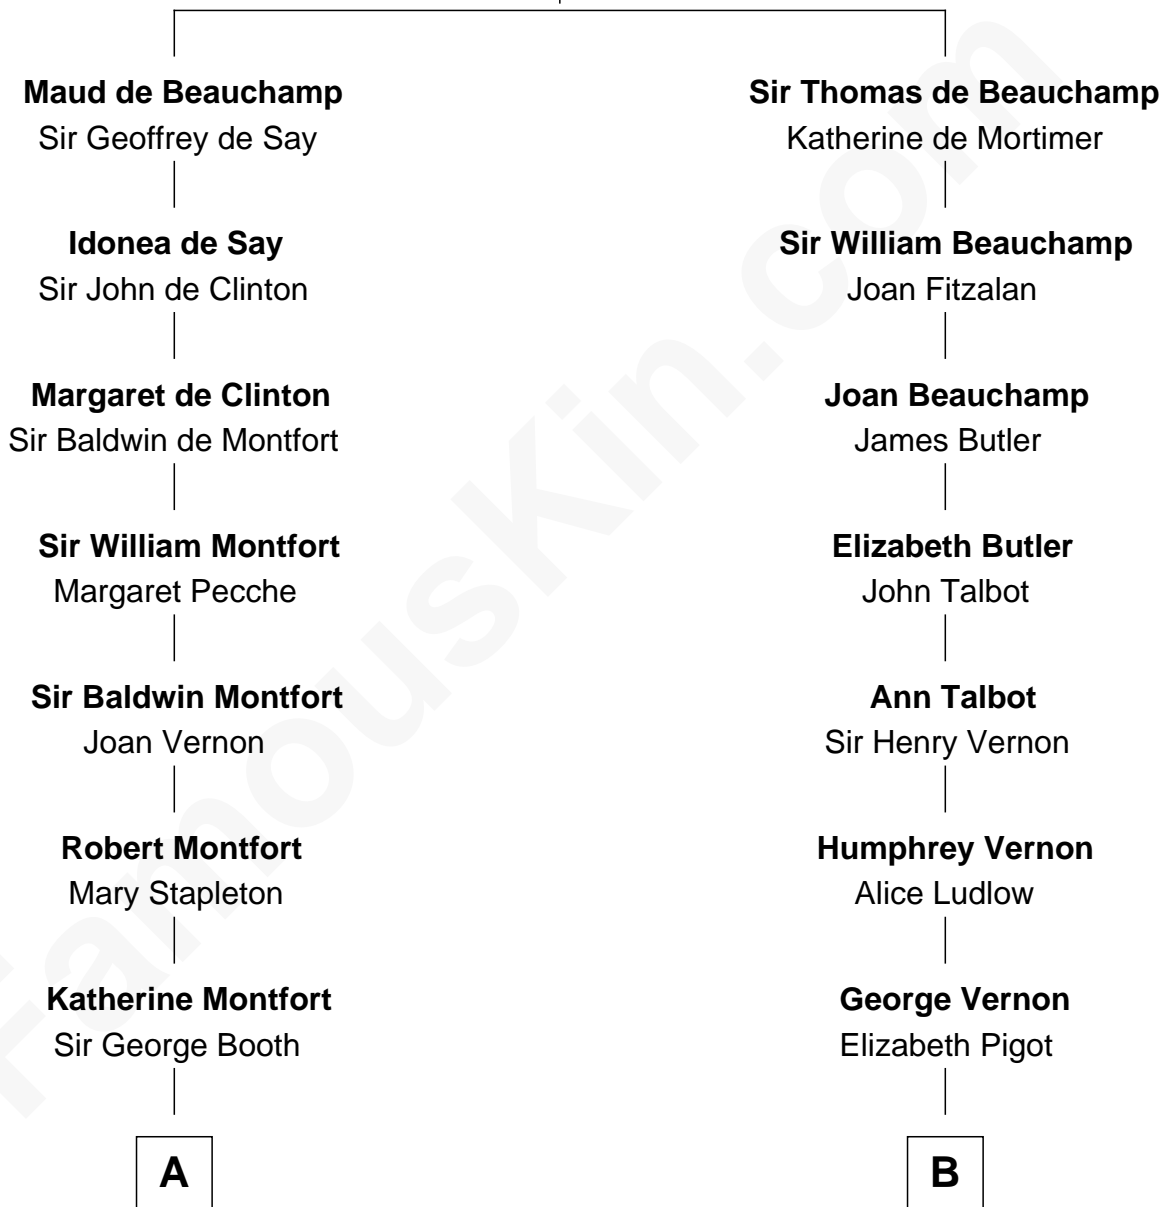 Maud de Beauchamp
Sir Geoffrey de Say
Idonea de Say
Sir John de Clinton
Margaret de Clinton
Sir Baldwin de Montfort
Sir William Montfort
Margaret Pecche
Sir Baldwin Montfort
Joan Vernon
Robert Montfort
Mary Stapleton
Katherine Montfort
Sir George Booth
A
Sir Thomas de Beauchamp
Katherine de Mortimer
Sir William Beauchamp
Joan Fitzalan
Joan Beauchamp
James Butler
Elizabeth Butler
John Talbot
Ann Talbot
Sir Henry Vernon
Humphrey Vernon
Alice Ludlow
George Vernon
Elizabeth Pigot
B
FamousKin.com